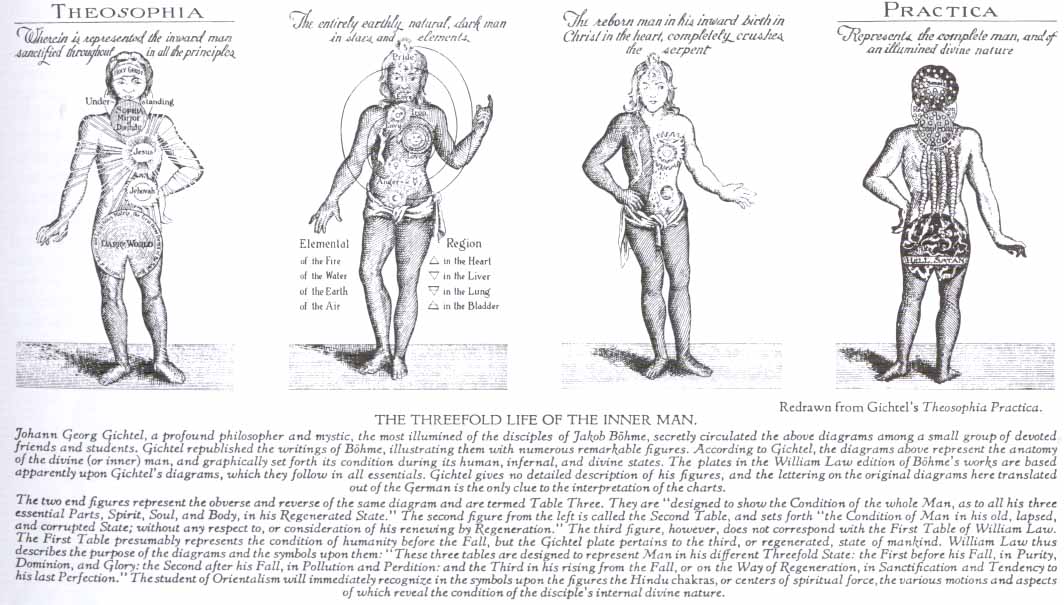 THEOSOPHIA
Wherein is represented the inward man
sanctified throughout in all the principles
HOLY GHOST
Under standing
SOPHIA
Mirror
of
Divinity
Jesus
Jehovah
DARK WORLD
The entirely earthly, natural, dark man
in stars and elements
Pride
Anger
Elemental
of the Fire
of the Water
of the Earth
of the Air
Region
△ in the Heart
▽ in the Liver
in the Lung
△ in the Bladder
The reborn man in his inward birth in
Christ in the heart, completely crushes
the serpent
PRACTICA
Represents the complete man, and of
an illumined divine nature
HELL SATAN
Redrawn from Gichtel's Theosophia Practica.
THE THREEFOLD LIFE OF THE INNER MAN.
Johann Georg Gichtel, a profound philosopher and mystic, the most illumined of the disciples of Jakob Böhme, secretly circulated the above diagrams among a small group of devoted
friends and students. Gichtel republished the writings of Böhme, illustrating them with numerous remarkable figures. According to Gichtel, the diagrams above represent the anatomy
of the divine (or inner) man, and graphically set forth its condition during its human, infernal, and divine states. The plates in the William Law edition of Böhme's works are based
apparently upon Gichtel's diagrams, which they follow in all essentials. Gichtel gives no detailed description of his figures, and the lettering on the original diagrams here translated
out of the German is the only clue to the interpretation of the charts.
The two end figures represent the obverse and reverse of the same diagram and are termed Table Three. They are "designed to show the Condition of the whole Man, as to all his three
essential Parts, Spirit, Soul, and Body, in his Regenerated State." The second figure from the left is called the Second Table, and sets forth "the Condition of Man in his old, lapsed,
and corrupted State; without any respect to, or consideration of his renewing by Regeneration." The third figure, however, does not correspond with the First Table of William Law.
The First Table presumably represents the condition of humanity before the Fall, but the Gichtel plate pertains to the third, or regenerated, state of mankind. William Law thus
describes the purpose of the diagrams and the symbols upon them: "These three tables are designed to represent Man in his different Threefold State: the First before his Fall, in Purity,
Dominion, and Glory: the Second after his Fall, in Pollution and Perdition: and the Third in his rising from the Fall, or on the Way of Regeneration, in Sanctification and Tendency to
his last Perfection." The student of Orientalism will immediately recognize in the symbols upon the figures the Hindu chakras, or centers of spiritual force, the various motions and aspects
of which reveal the condition of the disciple's internal divine nature.